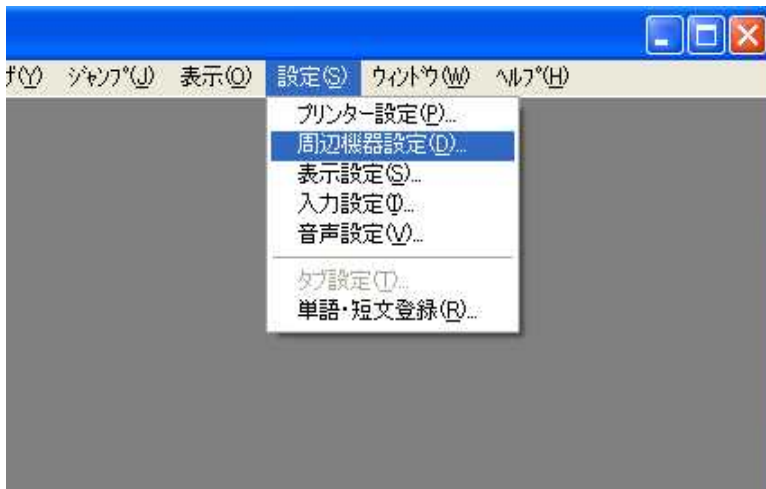 ｻﾞ(Y) ｼﾞｬﾝﾌﾟ(J) 表示(O) 設定(S) ｳｨﾝﾄﾞｳ(W) ﾍﾙﾌﾟ(H)
プリンター設定(P)...
周辺機器設定(D)...
表示設定(S)...
入力設定(I)...
音声設定(V)...
タブ設定(T)...
単語・短文登録(R)...